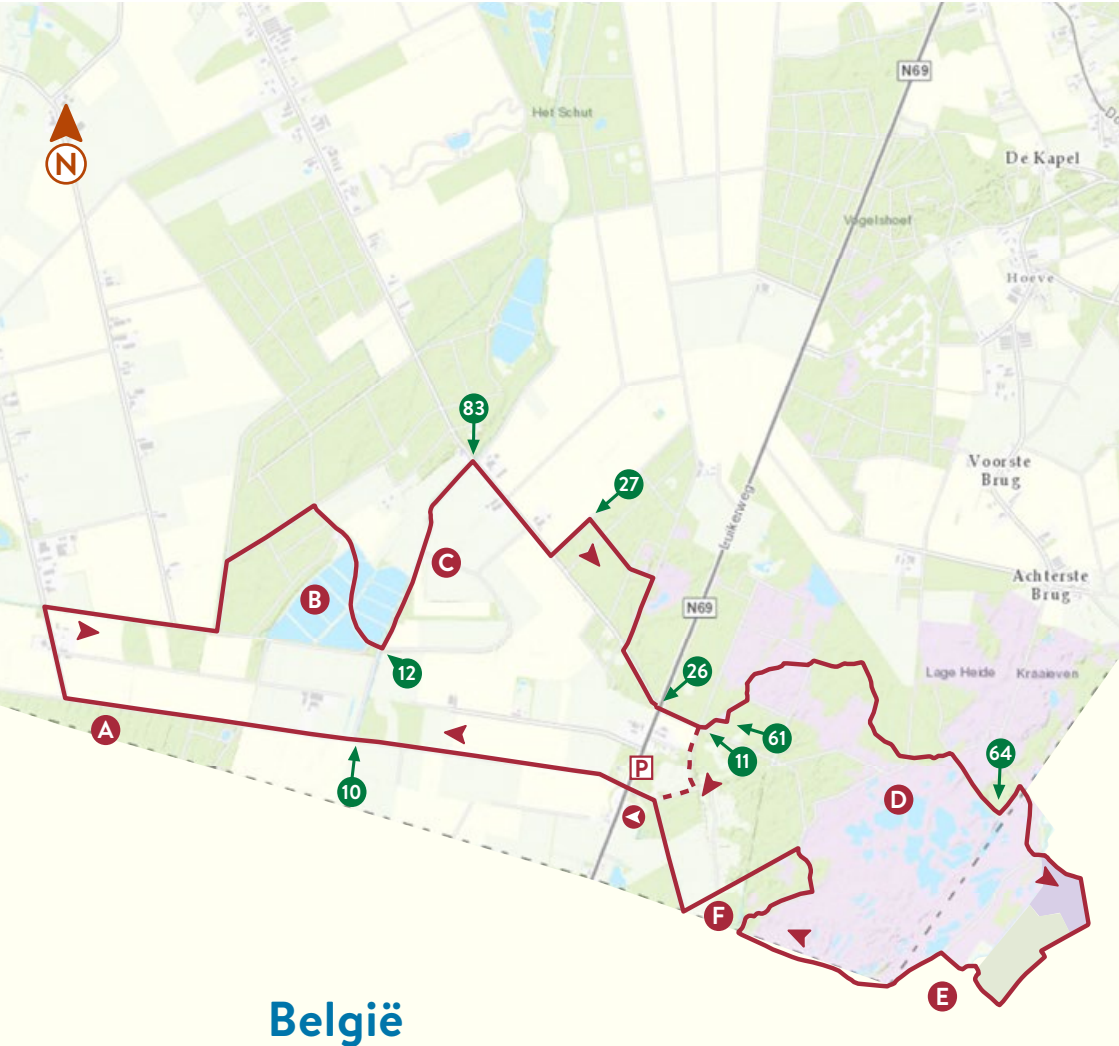 N69
Het Schut
De Kapel
N
Vogelshoef
Hoeve
83
Voorste
Brug
27
Luikerweg
C
Achterste
Brug
B
N69
12
26
Lage Heide
Kraaieven
A
61
11
64
P
10
D
F
E
België